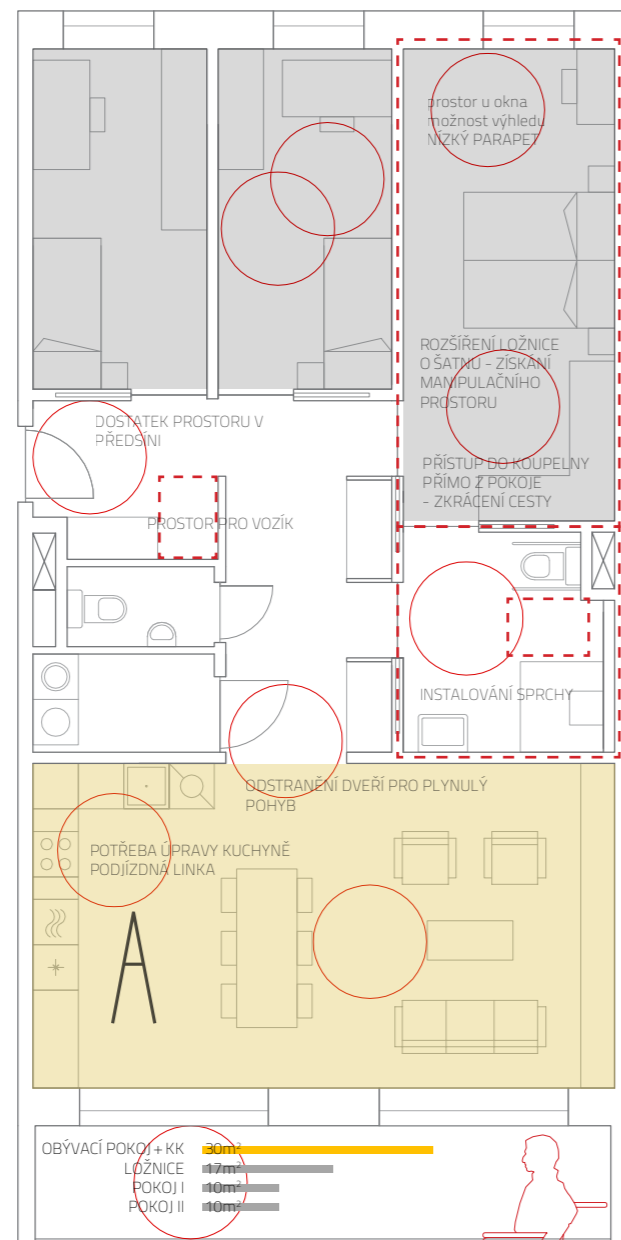 prostor u okna
možnost výhledu
NÍZKÝ PARAPET
ROZŠÍŘENÍ LOŽNICE
O ŠATNU - ZÍSKÁNÍ
MANIPULAČNÍHO
PROSTORU
DOSTATEK PROSTORU V
PŘEDSÍNI
PŘÍSTUP DO KOUPELNY
PŘÍMO Z POKOJE
- ZKRÁCENÍ CESTY
PROSTOR PRO VOZÍK
INSTALOVÁNÍ SPRCHY
ODSTRANĚNÍ DVEŘÍ PRO PLYNULÝ
POHYB
POTŘEBA ÚPRAVY KUCHYNĚ
PODJÍZDNÁ LINKA
A
OBÝVACÍ POKOJ + KK 30m²
LOŽNICE 17m²
POKOJ I 10m²
POKOJ II 10m²